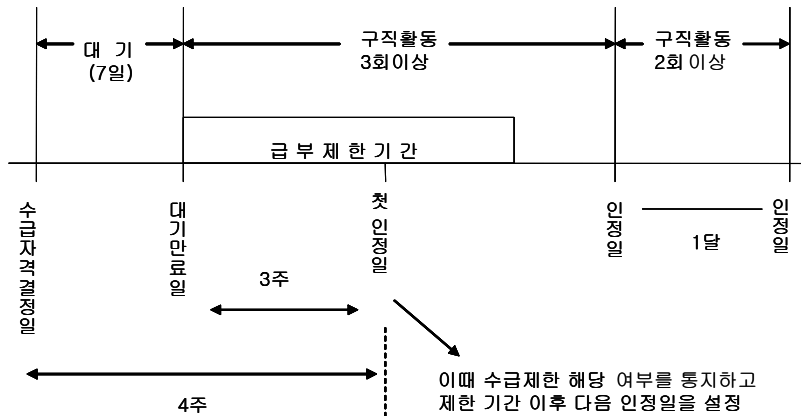 대 기
(7일)
구직활동
3회이상
구직활동
2회 이상
급 부 제 한 기 간
수급자격결정일
대기만료일
첫 인정일
인정일
인정일
1달
3주
4주
이때 수급제한 해당 여부를 통지하고
제한 기간 이후 다음 인정일을 설정